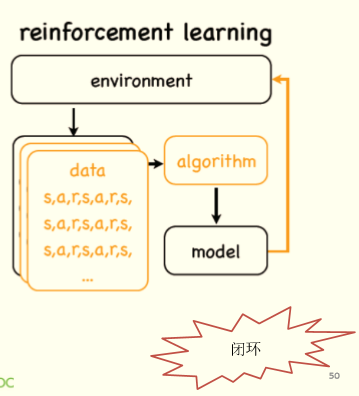 reinforcement learning
environment
data
s,a,r,s,a,r,s,
s,a,r,s,a,r,s,
s,a,r,s,a,r,s,
...
algorithm
model
闭环
50